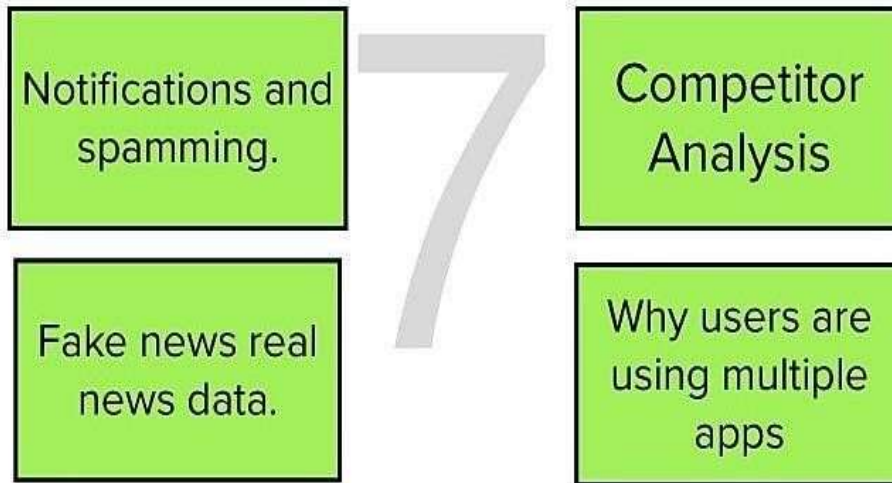 Notifications and
spamming.
7
Competitor
Analysis
Fake news real
news data.
Why users are
using multiple
apps